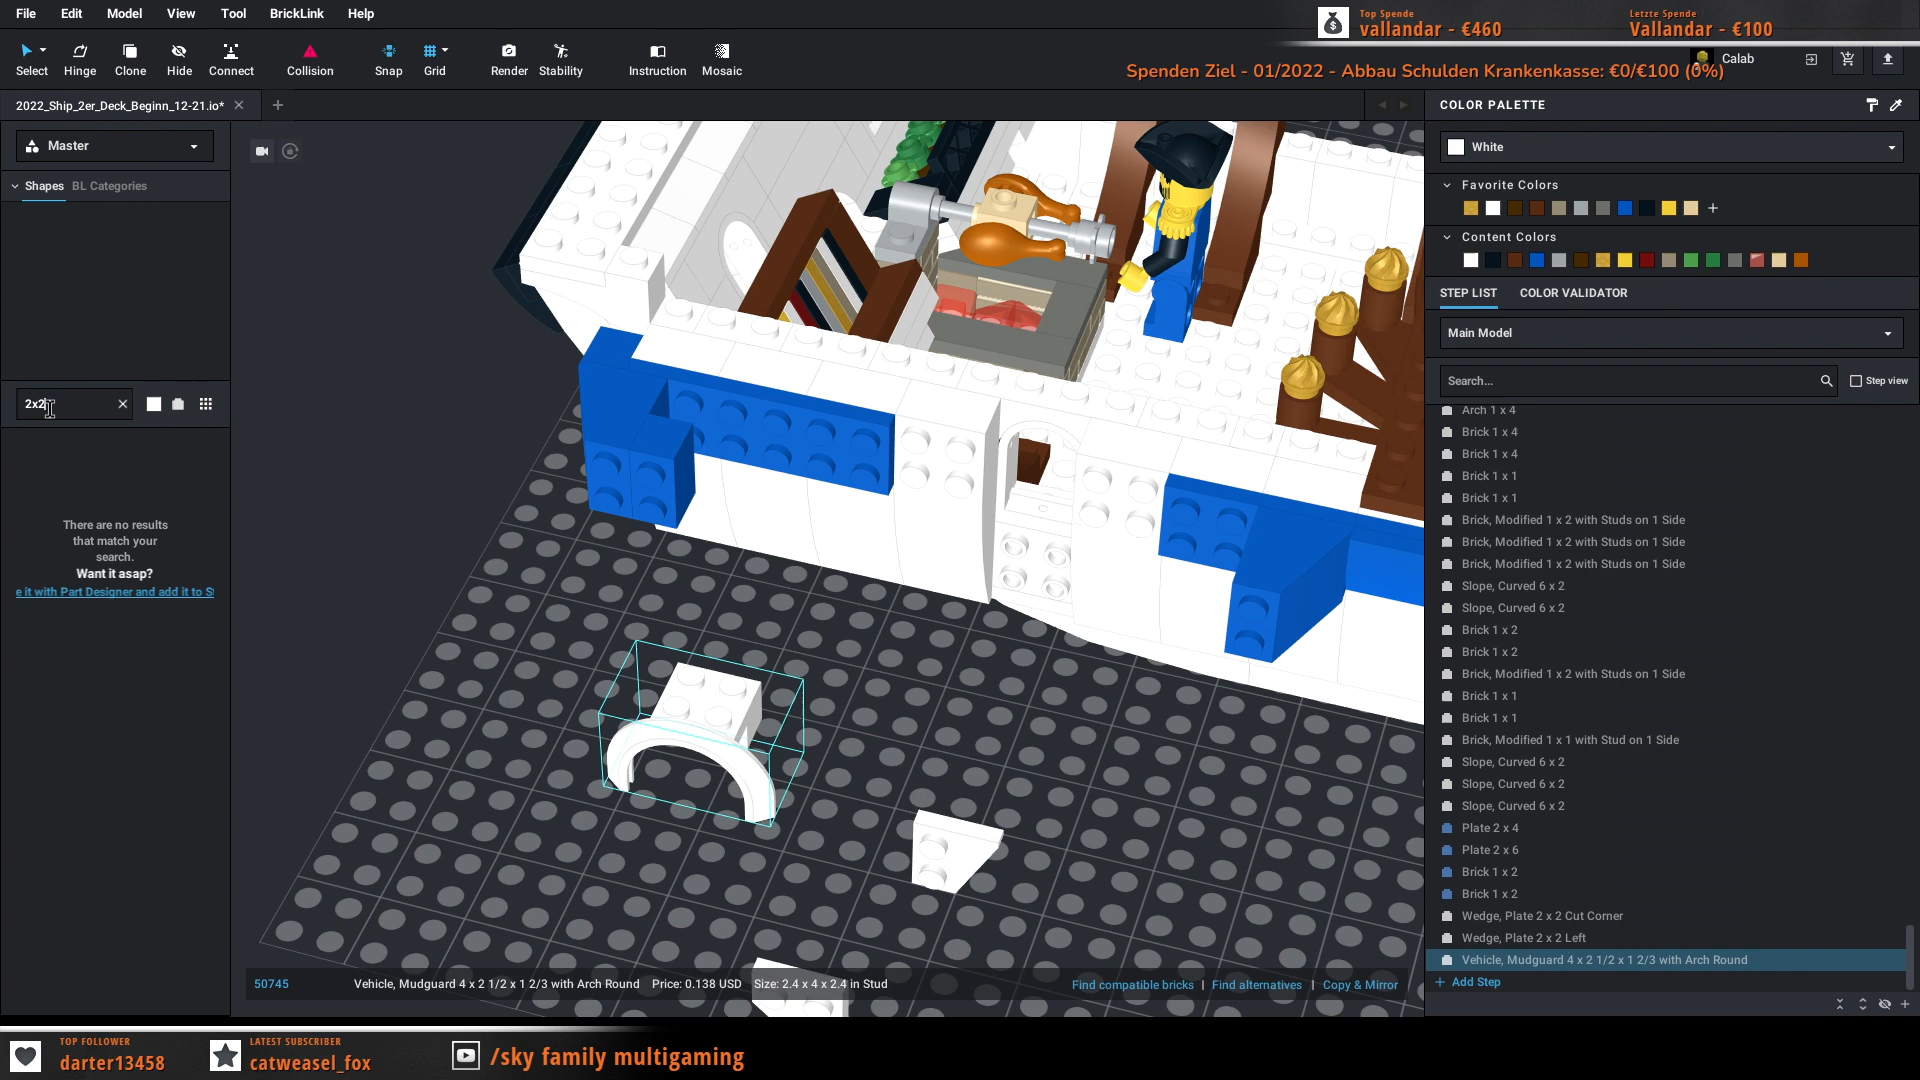 File Edit Model View Tool BrickLink Help
Top Spende
vallandar - €460
Letzte Spende
Vallandar - €100
Select Hinge Clone Hide Connect Collision Snap Grid Render Stability Instruction Mosaic
Calab
Spenden Ziel - 01/2022 - Abbau Schulden Krankenkasse: €0/€100 (0%)
2022_Ship_2er_Deck_Beginn_12-21.io*
Master
Shapes BL Categories
2x2
There are no results
that match your
search.
Want it asap?
e it with Part Designer and add it to S
50745 Vehicle, Mudguard 4 x 2 1/2 x 1 2/3 with Arch Round Price: 0.138 USD Size: 2.4 x 4 x 2.4 in Stud
Find compatible bricks | Find alternatives | Copy & Mirror
COLOR PALETTE
White
Favorite Colors
Content Colors
STEP LIST COLOR VALIDATOR
Main Model
Search...
Step view
Arch 1 x 4
Brick 1 x 4
Brick 1 x 4
Brick 1 x 1
Brick 1 x 1
Brick, Modified 1 x 2 with Studs on 1 Side
Brick, Modified 1 x 2 with Studs on 1 Side
Brick, Modified 1 x 2 with Studs on 1 Side
Slope, Curved 6 x 2
Slope, Curved 6 x 2
Brick 1 x 2
Brick 1 x 2
Brick, Modified 1 x 2 with Studs on 1 Side
Brick 1 x 1
Brick 1 x 1
Brick, Modified 1 x 1 with Stud on 1 Side
Slope, Curved 6 x 2
Slope, Curved 6 x 2
Slope, Curved 6 x 2
Plate 2 x 4
Plate 2 x 6
Brick 1 x 2
Brick 1 x 2
Wedge, Plate 2 x 2 Cut Corner
Wedge, Plate 2 x 2 Left
Vehicle, Mudguard 4 x 2 1/2 x 1 2/3 with Arch Round
+ Add Step
TOP FOLLOWER
darter13458
LATEST SUBSCRIBER
catweasel_fox
/sky family multigaming